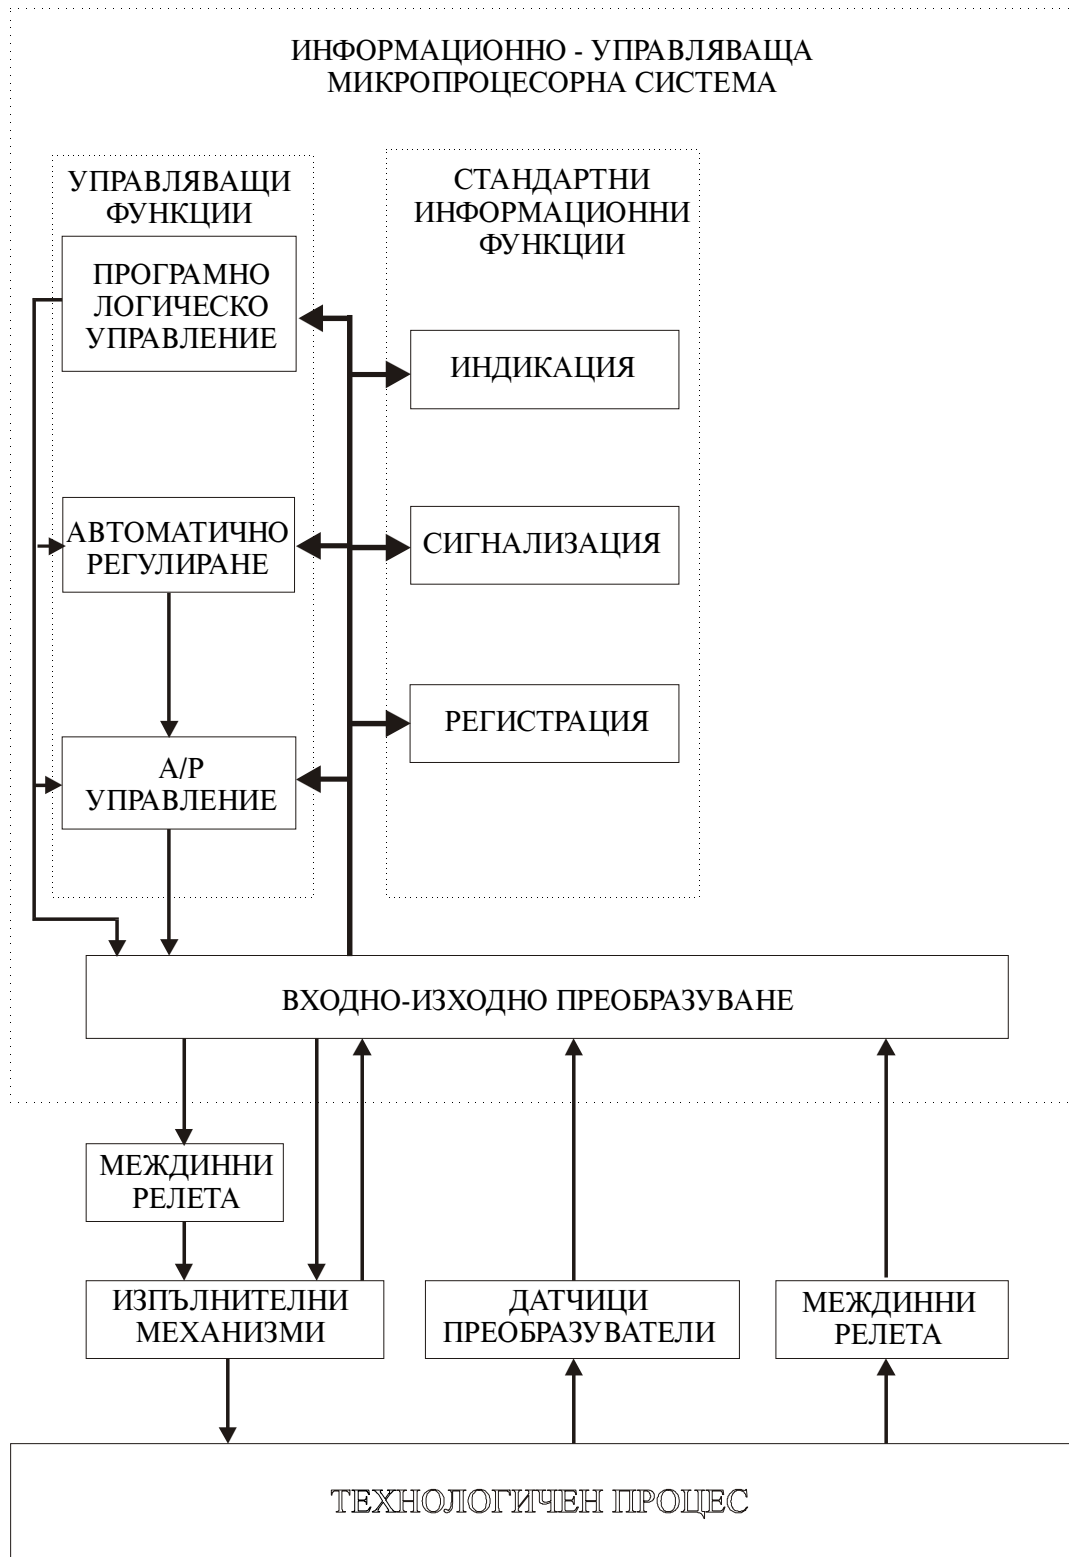 ИНФОРМАЦИОННО - УПРАВЛЯВАЩА
МИКРОПРОЦЕСОРНА СИСТЕМА
УПРАВЛЯВАЩИ
ФУНКЦИИ
ПРОГРАМНО
ЛОГИЧЕСКО
УПРАВЛЕНИЕ
АВТОМАТИЧНО
РЕГУЛИРАНЕ
А/Р
УПРАВЛЕНИЕ
СТАНДАРТНИ
ИНФОРМАЦИОННИ
ФУНКЦИИ
ИНДИКАЦИЯ
СИГНАЛИЗАЦИЯ
РЕГИСТРАЦИЯ
ВХОДНО-ИЗХОДНО ПРЕОБРАЗУВАНЕ
МЕЖДИННИ
РЕЛЕТА
ИЗПЪЛНИТЕЛНИ
МЕХАНИЗМИ
ДАТЧИЦИ
ПРЕОБРАЗУВАТЕЛИ
МЕЖДИННИ
РЕЛЕТА
ТЕХНОЛОГИЧЕН ПРОЦЕС